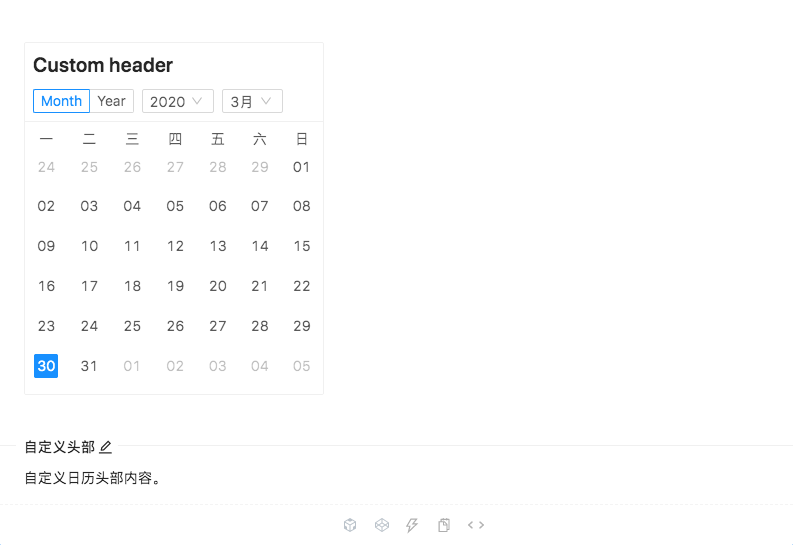 Custom header
Month Year 2020 3月
一 二 三 四 五 六 日
24 25 26 27 28 29 01
02 03 04 05 06 07 08
09 10 11 12 13 14 15
16 17 18 19 20 21 22
23 24 25 26 27 28 29
30 31 01 02 03 04 05
自定义头部
自定义日历头部内容。